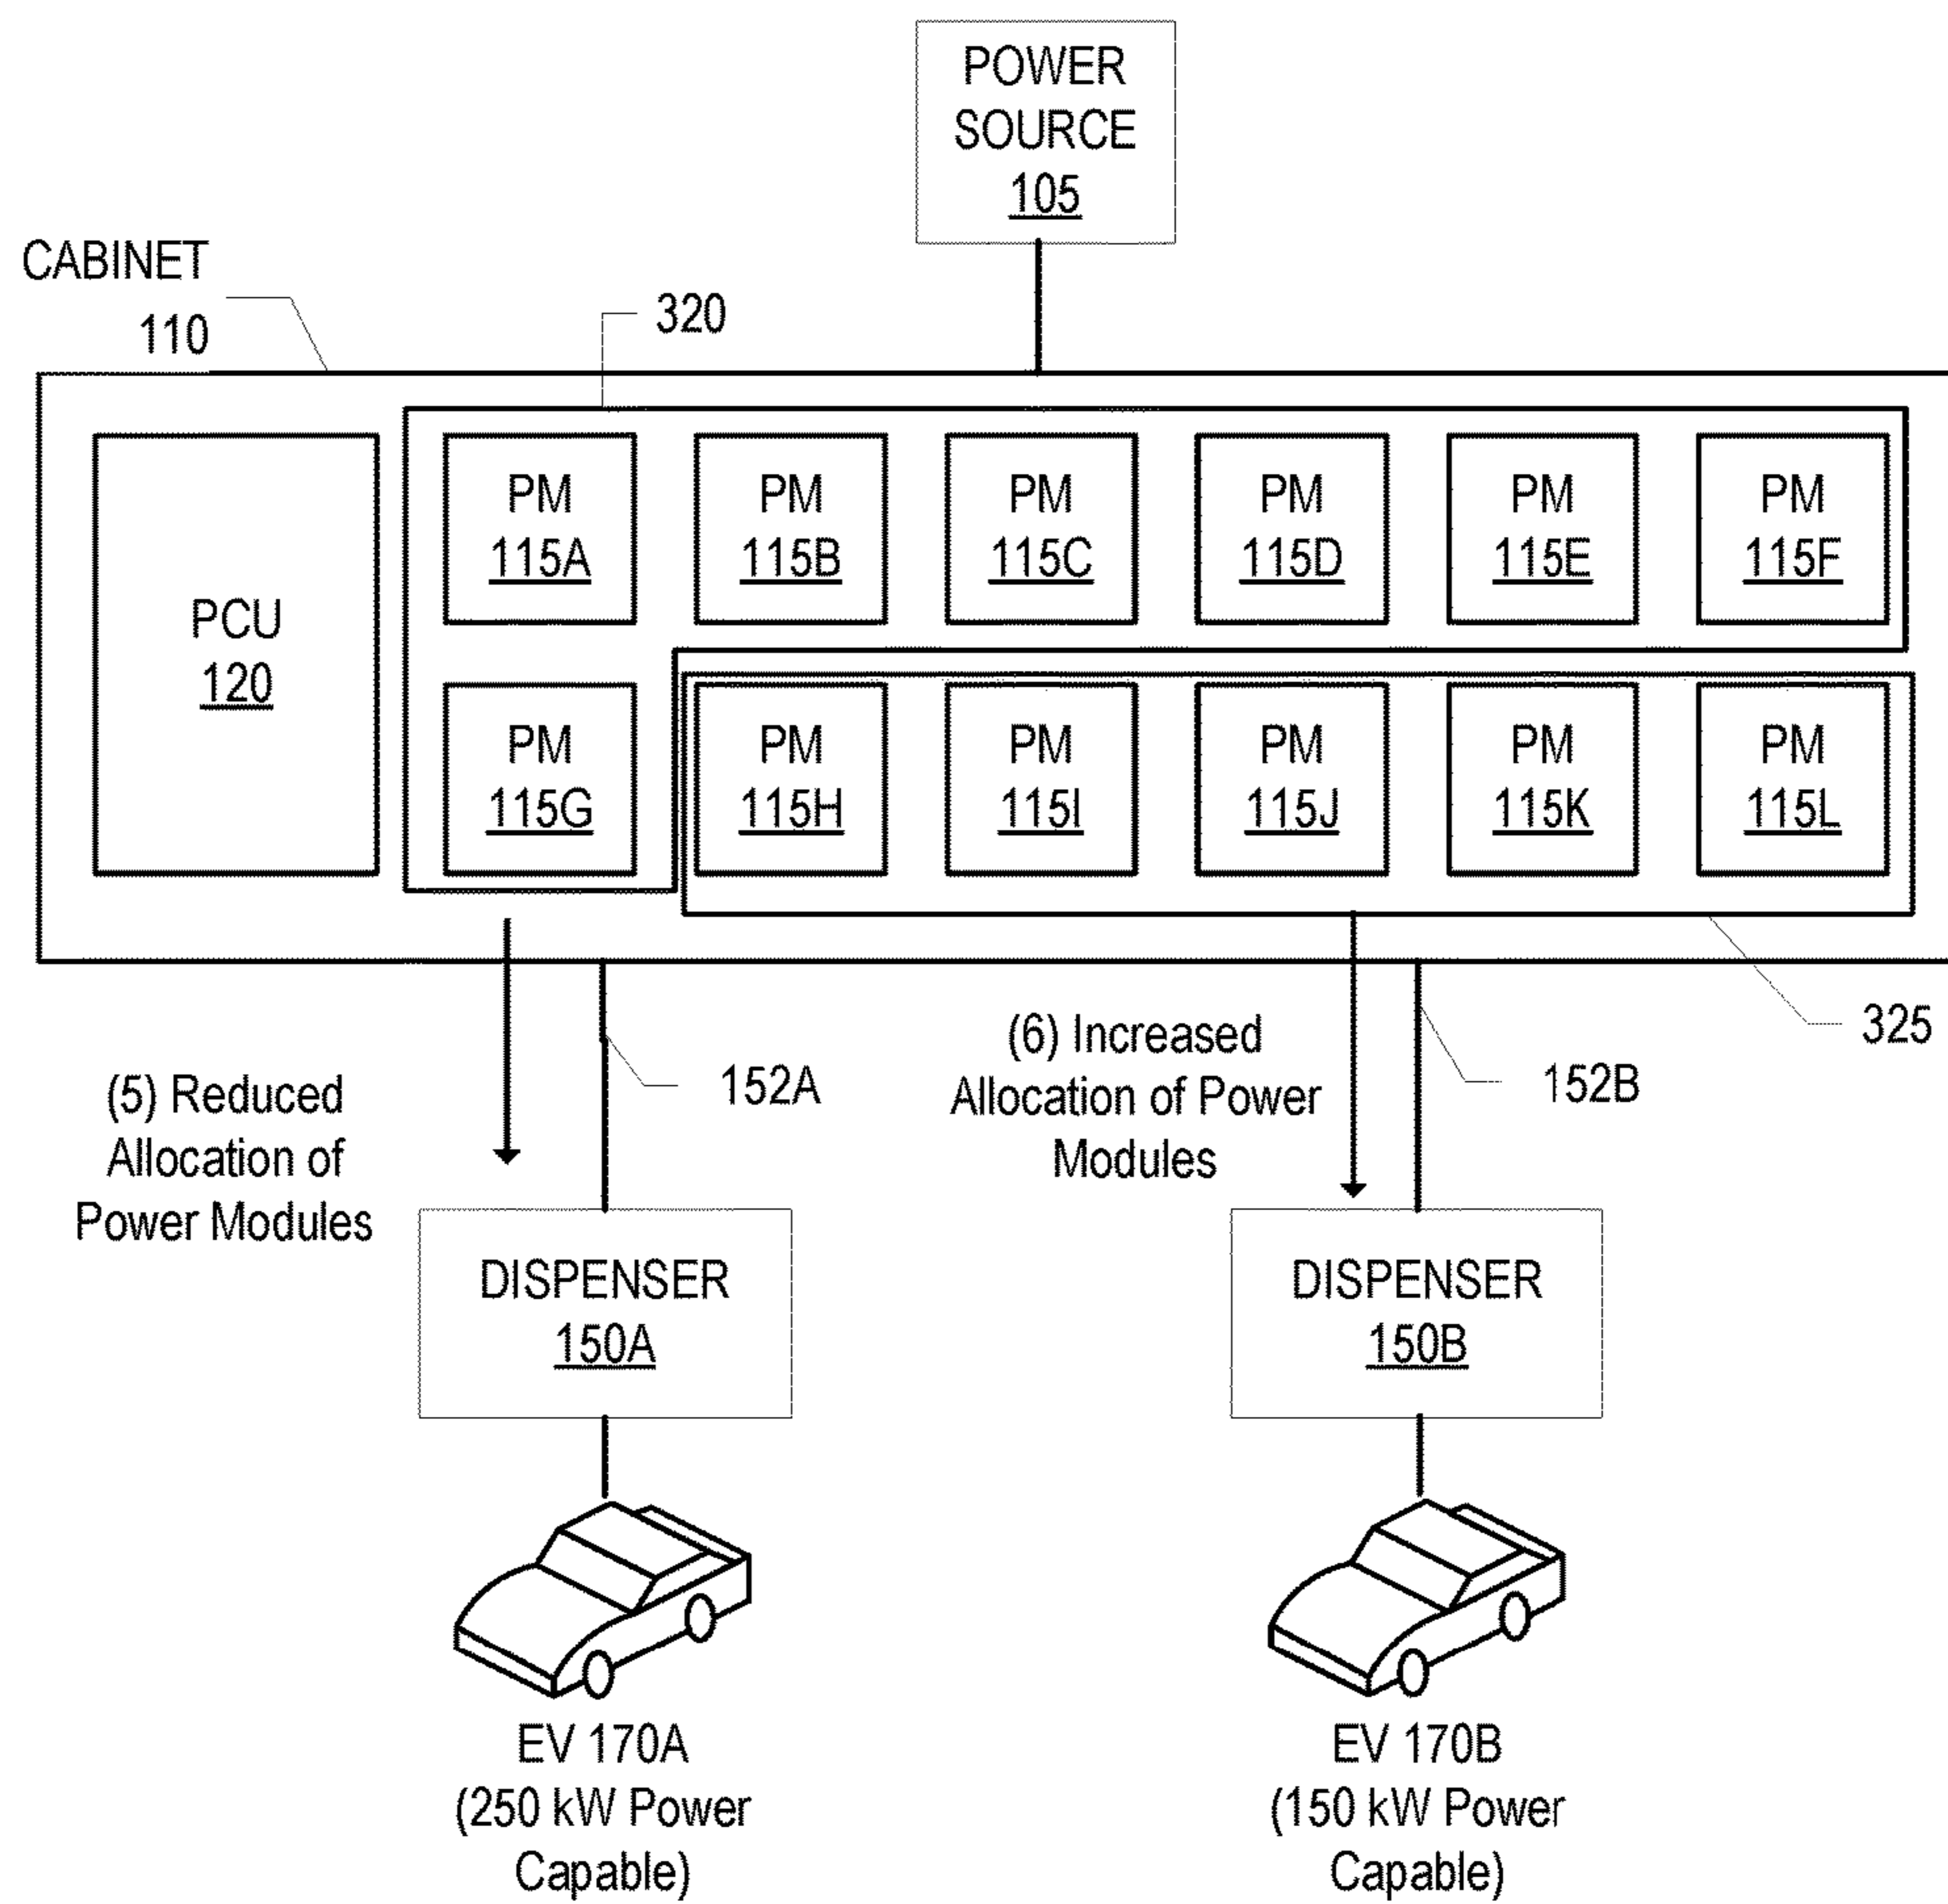 POWER
SOURCE
105
CABINET
110
320
PM
115A
PM
115B
PM
115C
PM
115D
PM
115E
PM
115F
PCU
120
PM
115G
PM
115H
PM
115I
PM
115J
PM
115K
PM
115L
325
(5) Reduced
Allocation of
Power Modules
152A
(6) Increased
Allocation of Power
Modules
152B
DISPENSER
150A
DISPENSER
150B
EV 170A
(250 kW Power
Capable)
EV 170B
(150 kW Power
Capable)